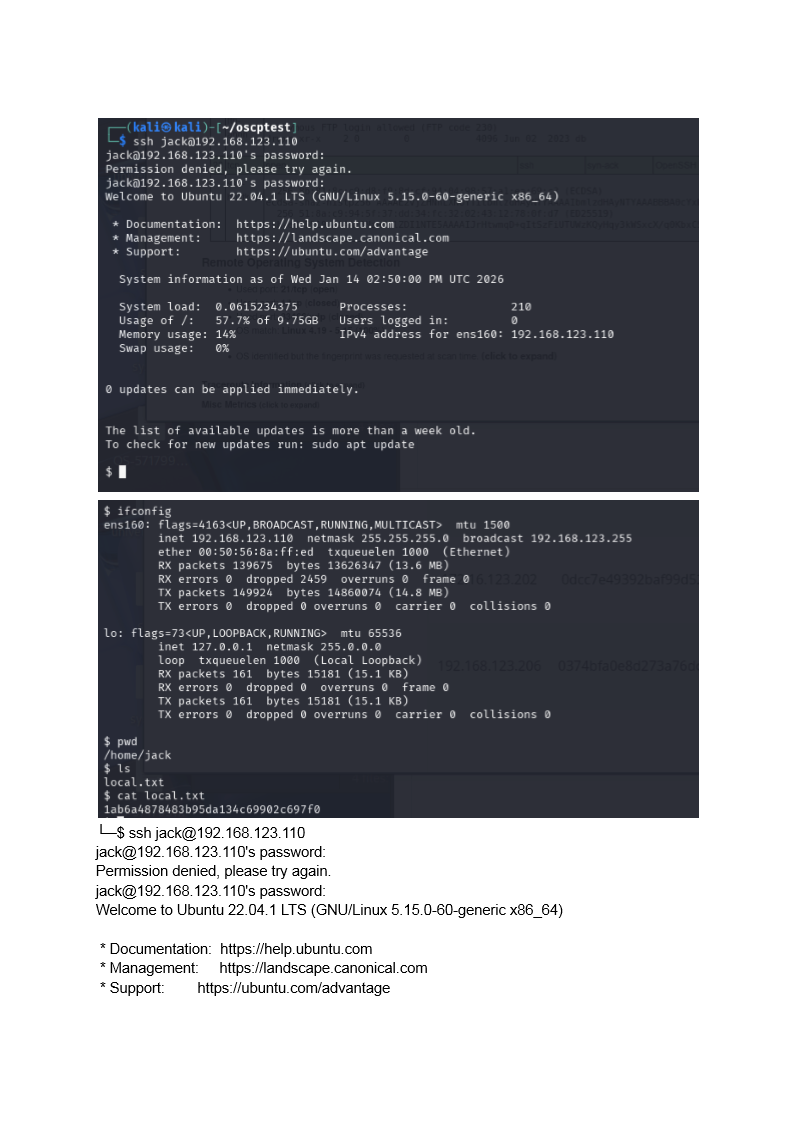 ┌──(kali㉿kali)-[~/oscptest]
└─$ ssh jack@192.168.123.110
jack@192.168.123.110's password:
Permission denied, please try again.
jack@192.168.123.110's password:
Welcome to Ubuntu 22.04.1 LTS (GNU/Linux 5.15.0-60-generic x86_64)
* Documentation:  https://help.ubuntu.com
* Management:     https://landscape.canonical.com
* Support:        https://ubuntu.com/advantage
System information as of Wed Jan 14 02:50:00 PM UTC 2026
System load:  0.0615234375      Processes:               210
Usage of /:   57.7% of 9.75GB   Users logged in:         0
Memory usage: 14%               IPv4 address for ens160: 192.168.123.110
Swap usage:   0%
0 updates can be applied immediately.
The list of available updates is more than a week old.
To check for new updates run: sudo apt update
$
$ ifconfig
ens160: flags=4163<UP,BROADCAST,RUNNING,MULTICAST>  mtu 1500
inet 192.168.123.110  netmask 255.255.255.0  broadcast 192.168.123.255
ether 00:50:56:8a:ff:ed  txqueuelen 1000  (Ethernet)
RX packets 139675  bytes 13626347 (13.6 MB)
RX errors 0  dropped 2459  overruns 0  frame 0
TX packets 149924  bytes 14860074 (14.8 MB)
TX errors 0  dropped 0 overruns 0  carrier 0  collisions 0
lo: flags=73<UP,LOOPBACK,RUNNING>  mtu 65536
inet 127.0.0.1  netmask 255.0.0.0
loop  txqueuelen 1000  (Local Loopback)
RX packets 161  bytes 15181 (15.1 KB)
RX errors 0  dropped 0  overruns 0  frame 0
TX packets 161  bytes 15181 (15.1 KB)
TX errors 0  dropped 0 overruns 0  carrier 0  collisions 0
$ pwd
/home/jack
$ ls
local.txt
$ cat local.txt
1ab6a4878483b95da134c69902c697f0
└─$ ssh jack@192.168.123.110
jack@192.168.123.110's password:
Permission denied, please try again.
jack@192.168.123.110's password:
Welcome to Ubuntu 22.04.1 LTS (GNU/Linux 5.15.0-60-generic x86_64)
* Documentation:  https://help.ubuntu.com
* Management:     https://landscape.canonical.com
* Support:        https://ubuntu.com/advantage